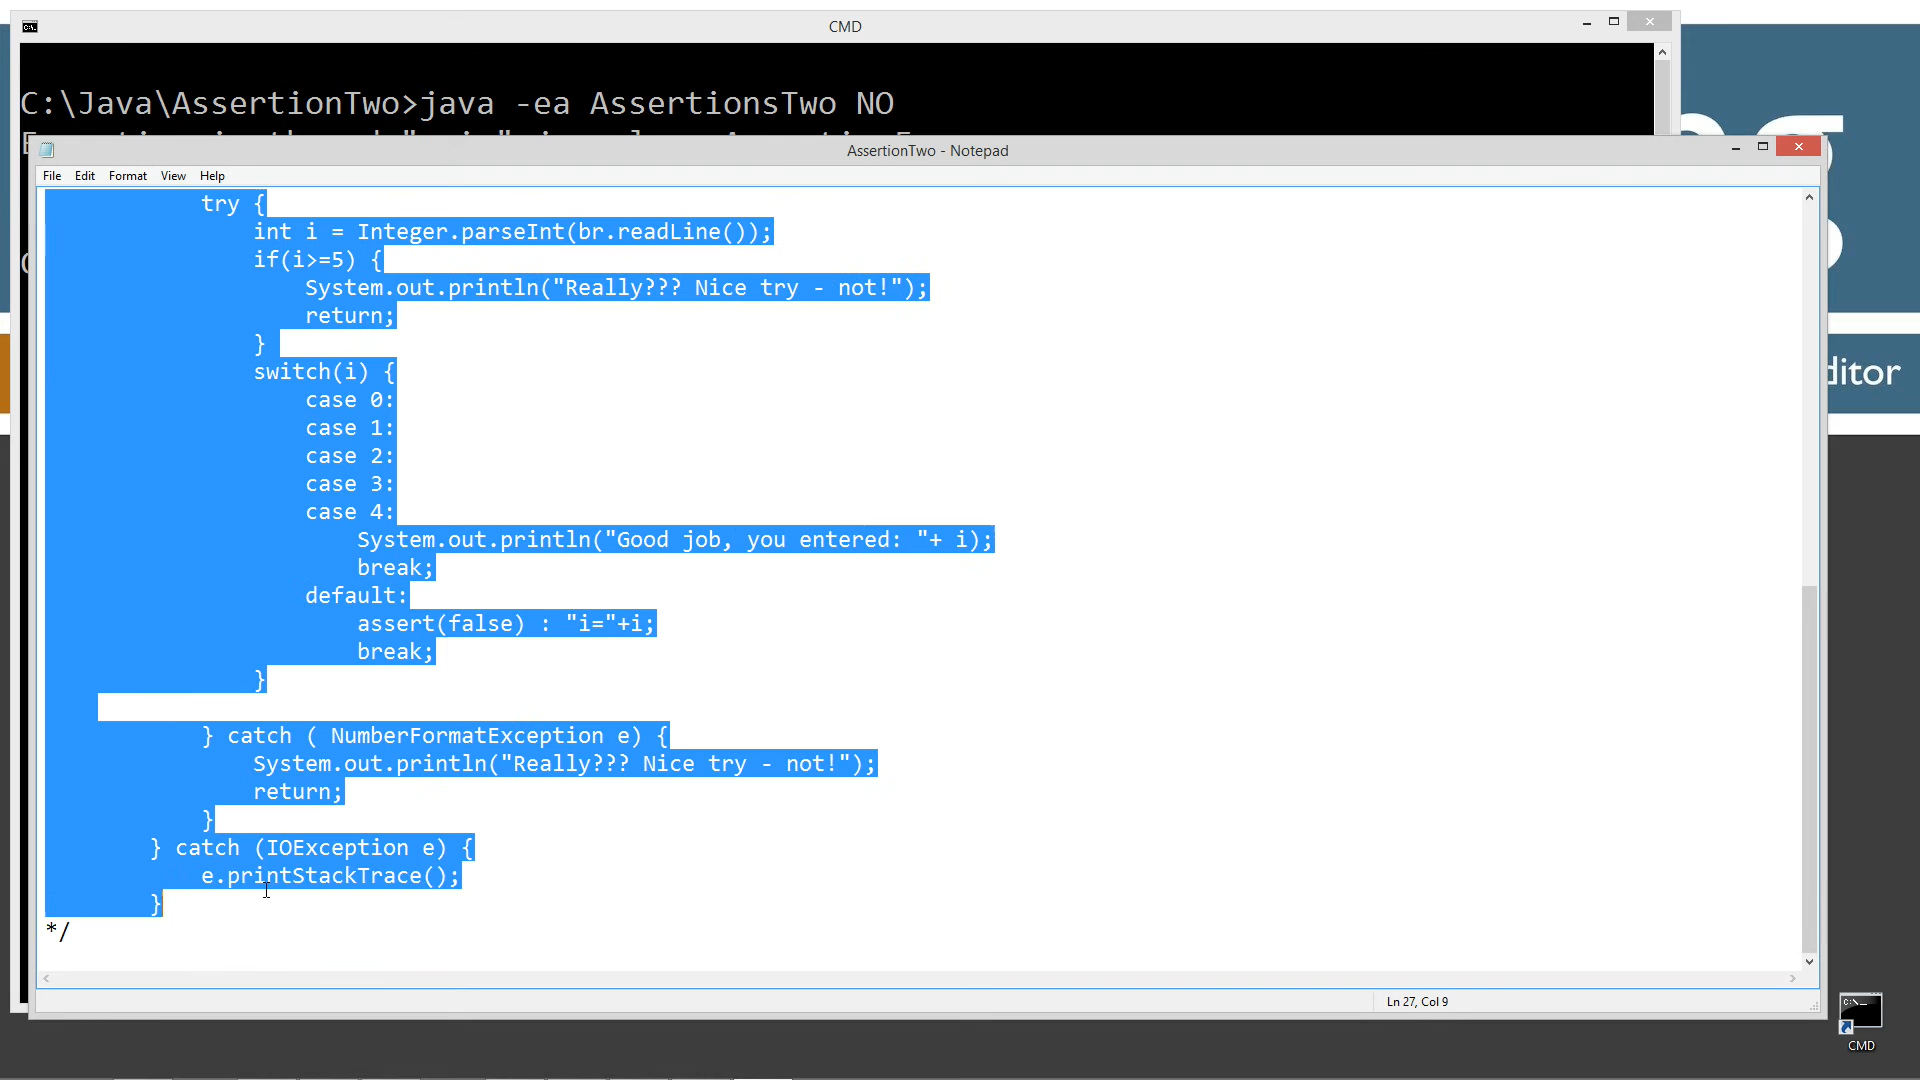 CMD
C:\Java\AssertionTwo>java -ea AssertionsTwo NO
AssertionTwo - Notepad
File Edit Format View Help
try {
int i = Integer.parseInt(br.readLine());
if(i>=5) {
System.out.println("Really??? Nice try - not!");
return;
}
switch(i) {
case 0:
case 1:
case 2:
case 3:
case 4:
System.out.println("Good job, you entered: "+ i);
break;
default:
assert(false) : "i="+i;
break;
}
} catch ( NumberFormatException e) {
System.out.println("Really??? Nice try - not!");
return;
}
} catch (IOException e) {
e.printStackTrace();
}
*/
Ln 27, Col 9
CMD